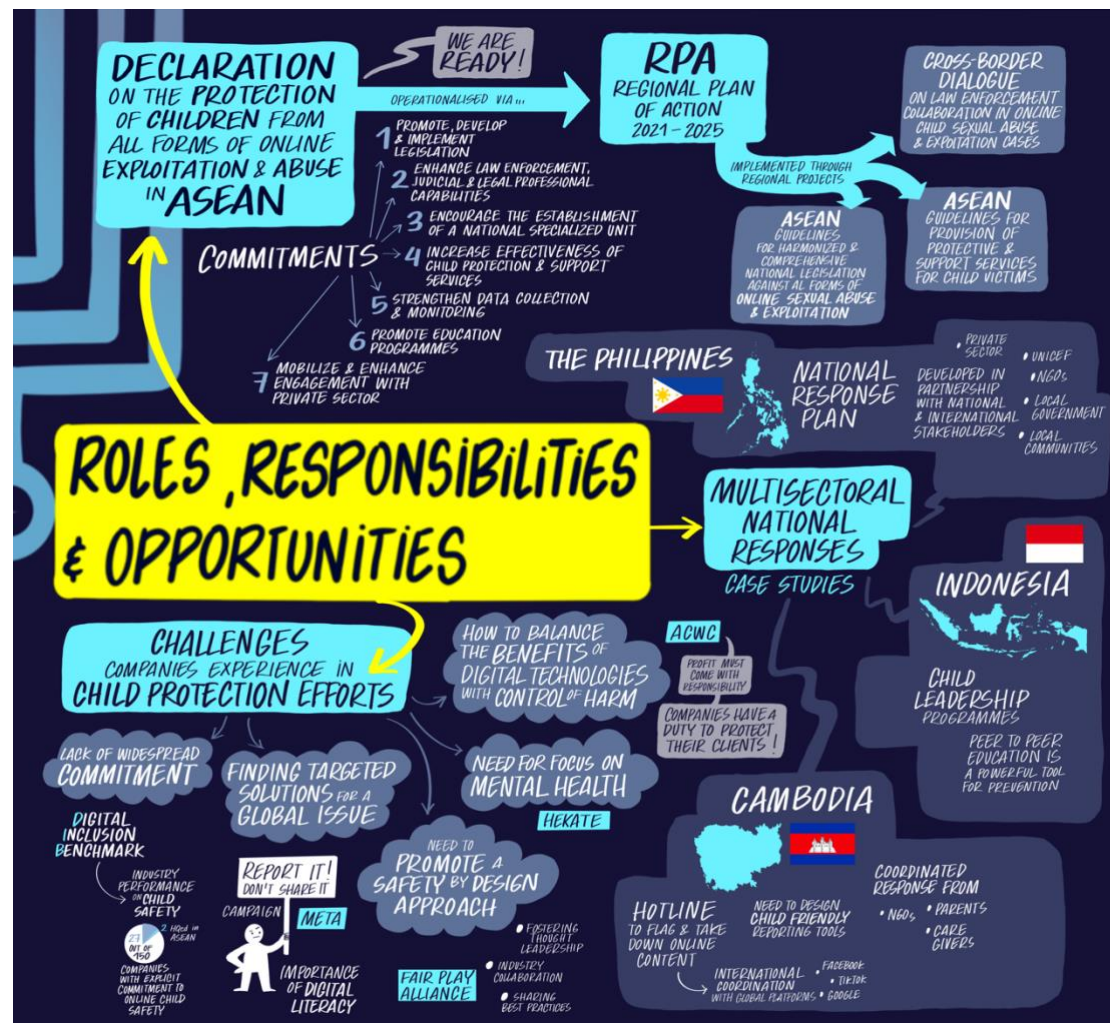 DECLARATION
ON THE PROTECTION
OF CHILDREN FROM
ALL FORMS OF ONLINE
EXPLOITATION & ABUSE
IN ASEAN
WE ARE
READY!
OPERATIONALISED VIA...
RPA
REGIONAL PLAN
OF ACTION
2021-2025
IMPLEMENTED THROUGH
REGIONAL PROJECTS
CROSS-BORDER
DIALOGUE
ON LAW ENFORCEMENT
COLLABORATION IN ONLINE
CHILD SEXUAL ABUSE
& EXPOITATION CASES
ASEAN
GUIDELINES
FOR HARMONIZED &
COMPREHENSIVE
NATIONAL LEGISLATION
AGAINST AL FORMS OF
ONLINE SEXUAL ABUSE
& EXPLOITATION
ASEAN
GUIDELINES FOR
PROVISION OF
PROTECTIVE &
SUPPORT SERVICES
FOR CHILD VICTIMS
COMMITMENTS
1 PROMOTE, DEVELOP
& IMPLEMENT
LEGISLATION
2 ENHANCE LAW ENFORCEMENT,
JUDICIAL & LEGAL PROFESSIONAL
CAPABILITIES
3 ENCOURAGE THE ESTABLISHMENT
OF A NATIONAL SPECIALIZED UNIT
4 INCREASE EFFECTIVENESS OF
CHILD PROTECTION & SUPPORT
SERVICES
5 STRENGTHEN DATA COLLECTION
& MONITORING
6 PROMOTE EDUCATION
PROGRAMMES
7 MOBILIZE & ENHANCE
ENGAGEMENT WITH
PRIVATE SECTOR
ROLES, RESPONSIBILITIES
& OPPORTUNITIES
MULTISECTORAL
NATIONAL
RESPONSES
CASE STUDIES
THE PHILIPPINES
NATIONAL
RESPONSE
PLAN
DEVELOPED IN
PARTNERSHIP
WITH NATIONAL
& INTERNATIONAL
STAKEHOLDERS
• PRIVATE
SECTOR
• UNICEF
• NGOS
• LOCAL
GOVERNMENT
• LOCAL
COMMUNITIES
INDONESIA
CHILD
LEADERSHIP
PROGRAMMES
PEER TO PEER
EDUCATION IS
A POWERFUL TOOL
FOR PREVENTION
CAMBODIA
HOTLINE
TO FLAG & TAKE
DOWN ONLINE
CONTENT
INTERNATIONAL
COORDINATION
WITH GLOBAL PLATFORMS
• FACEBOOK
• TIKTOK
• GOOGLE
NEED TO DESIGN
CHILD FRIENDLY
REPORTING TOOLS
COORDINATED
RESPONSE FROM
• NGOS
• PARENTS
• CARE
GIVERS
CHALLENGES
COMPANIES EXPERIENCE IN
CHILD PROTECTION EFFORTS
LACK OF WIDESPREAD
COMMITMENT
DIGITAL
INCLUSION
BENCHMARK
INDUSTRY
PERFORMANCE
ON CHILD
SAFETY
27
OUT OF
150
2 HQed IN
ASEAN
COMPANIES
WITH EXPLICIT
COMMITMENT TO
ONLINE CHILD
SAFETY
FINDING TARGETED
SOLUTIONS FOR A
GLOBAL ISSUE
REPORT IT!
DON'T SHARE IT
CAMPAIGN
META
IMPORTANCE
OF DIGITAL
LITERACY
NEED TO
PROMOTE A
SAFETY BY DESIGN
APPROACH
FAIR PLAY
ALLIANCE
• FOSTERING
THOUGHT
LEADERSHIP
• INDUSTRY
COLLABORATION
• SHARING
BEST PRACTICES
NEED FOR FOCUS ON
MENTAL HEALTH
HEKATE
HOW TO BALANCE
THE BENEFITS OF
DIGITAL TECHNOLOGIES
WITH CONTROL OF HARM
ACWC
PROFIT MUST
COME WITH
RESPONSIBILITY
COMPANIES HAVE A
DUTY TO PROTECT
THEIR CLIENTS!